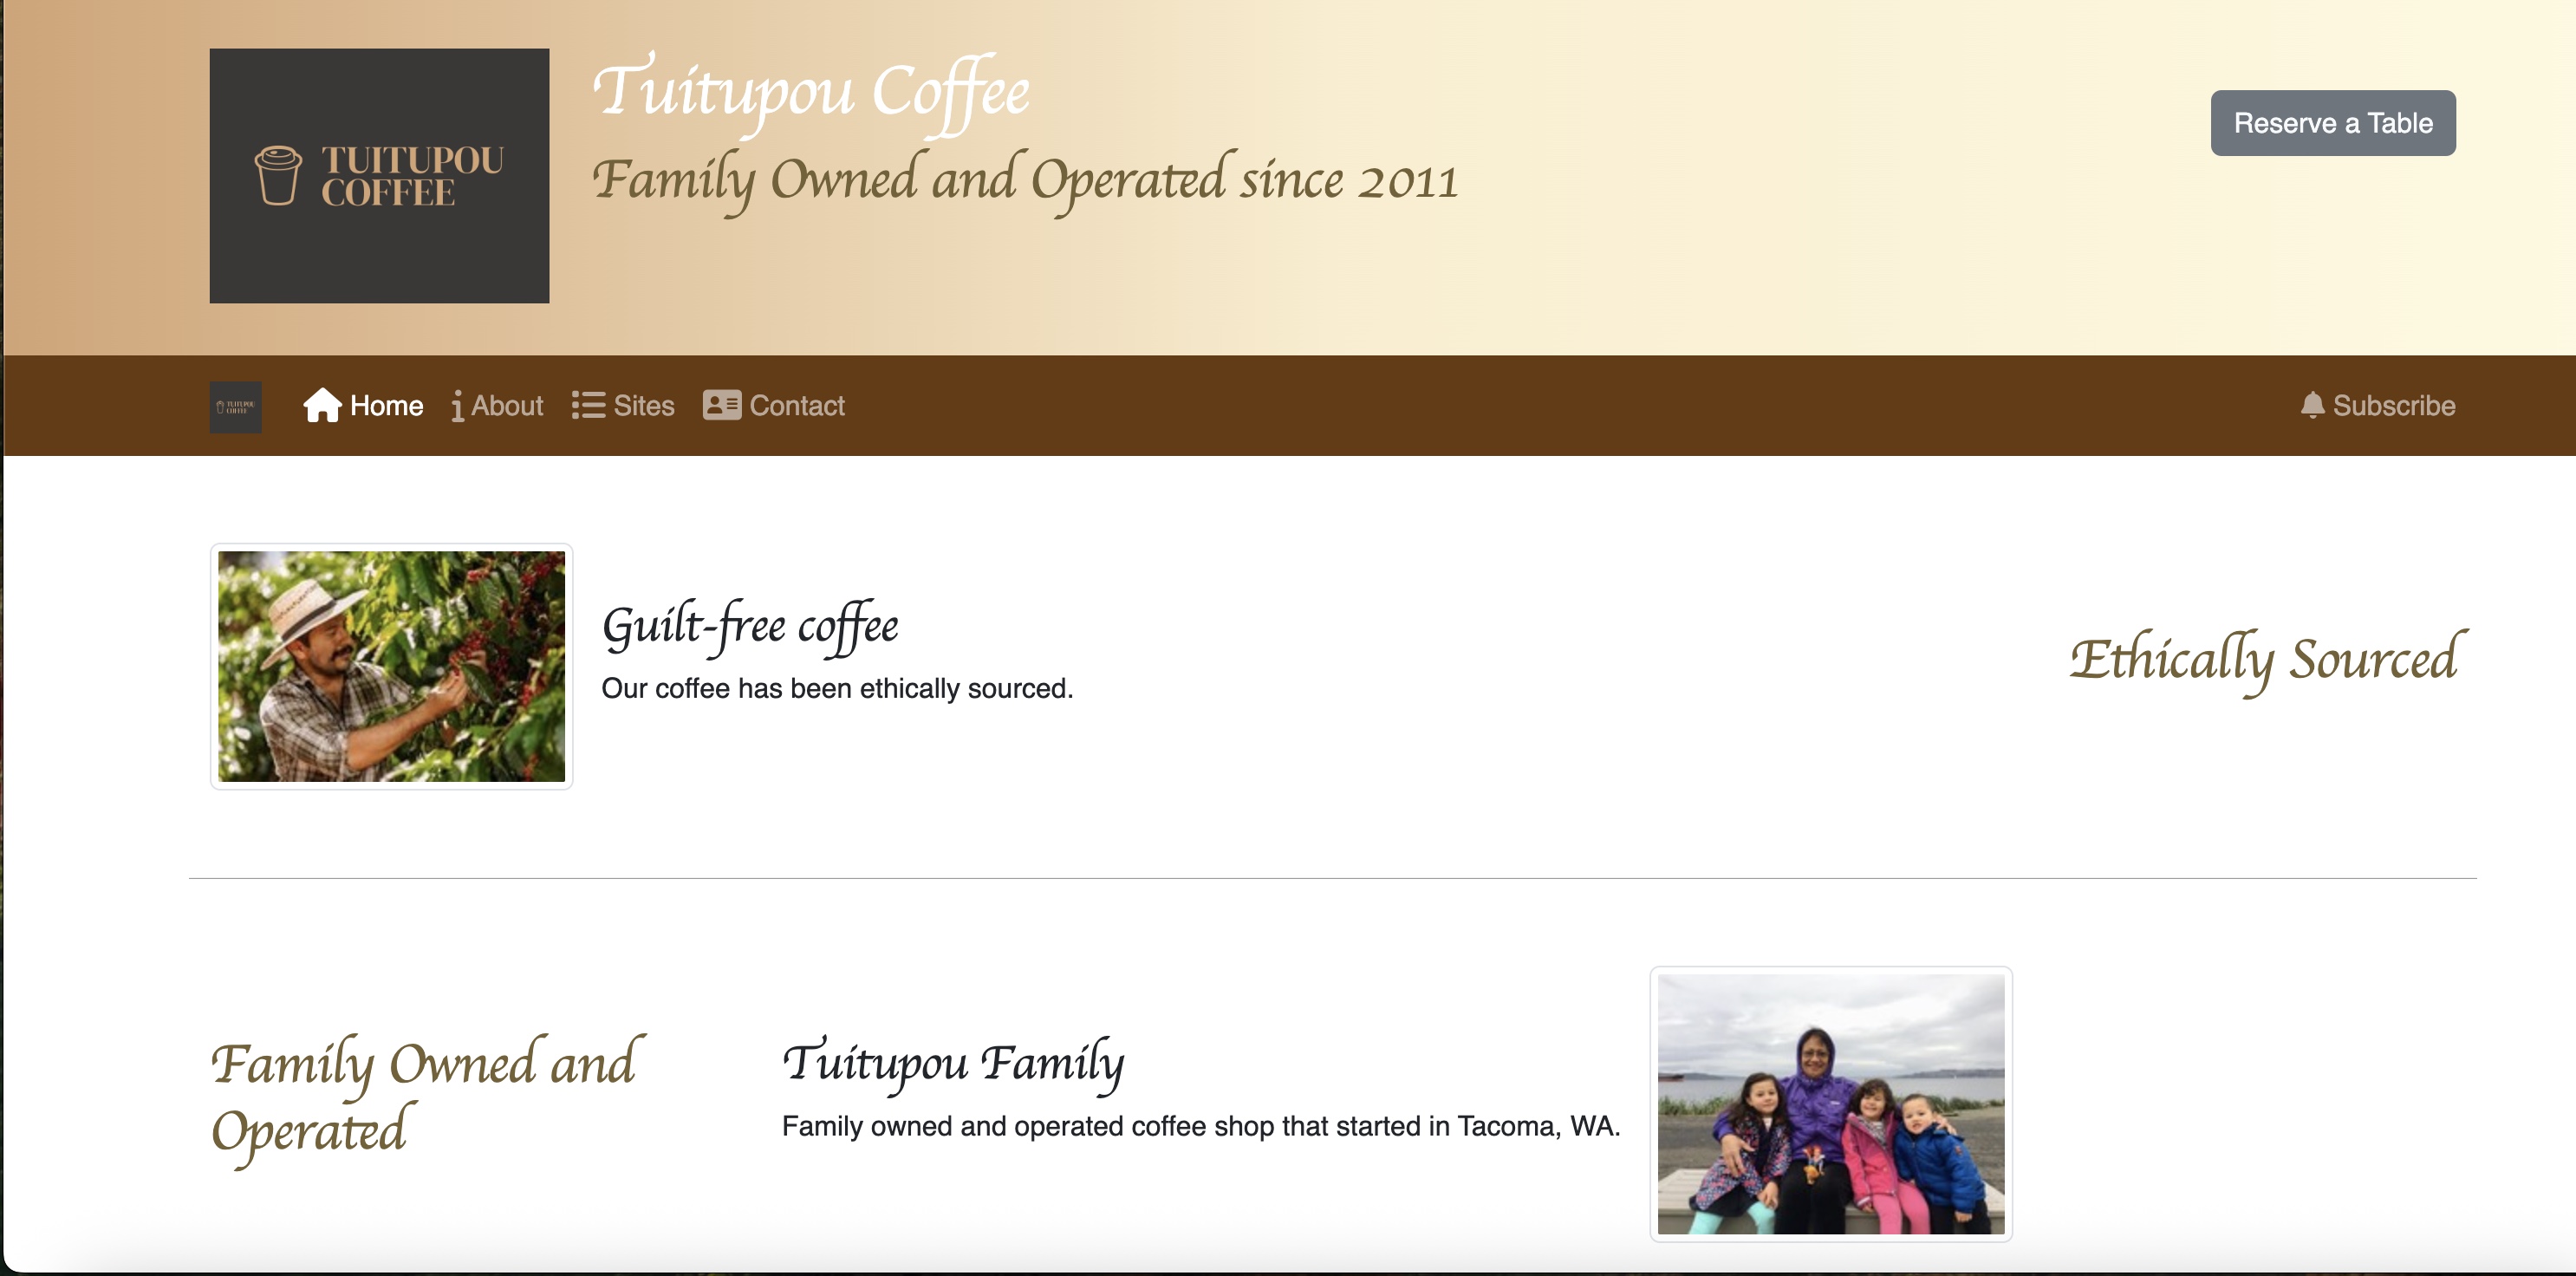 TUITUPOU
COFFEE
Tuitupou Coffee
Family Owned and Operated since 2011
Reserve a Table
TUITUPOU
COFFEE
Home
About
Sites
Contact
Subscribe
Guilt-free coffee
Our coffee has been ethically sourced.
Ethically Sourced
Family Owned and
Operated
Tuitupou Family
Family owned and operated coffee shop that started in Tacoma, WA.